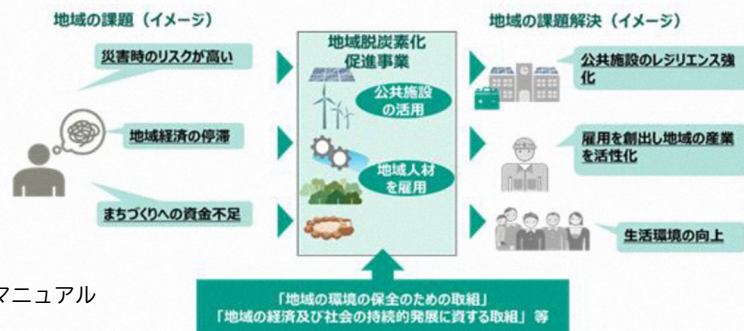 地域の課題（イメージ）
災害時のリスクが高い
地域経済の停滞
まちづくりへの資金不足
地域脱炭素化
促進事業
公共施設
の活用
地域人材
を雇用
地域の課題解決（イメージ）
公共施設のレジリエンス強
化
雇用を創出し地域の産業
を活性化
生活環境の向上
「地域の環境の保全のための取組」
「地域の経済及び社会の持続的発展に資する取組」等
マニュアル